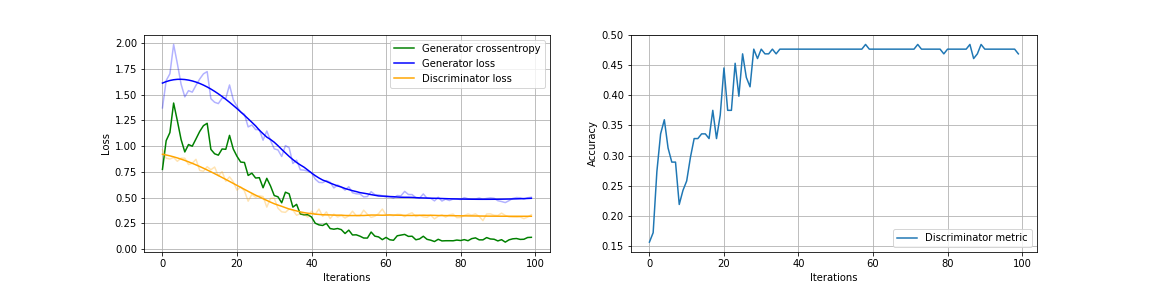 2.00
1.75
1.50
1.25
1.00
0.75
0.50
0.25
0.00
Loss
0 20 40 60 80 100
Iterations
Generator crossentropy
Generator loss
Discriminator loss
0.50
0.45
0.40
0.35
0.30
0.25
0.20
0.15
Accuracy
0 20 40 60 80 100
Iterations
Discriminator metric